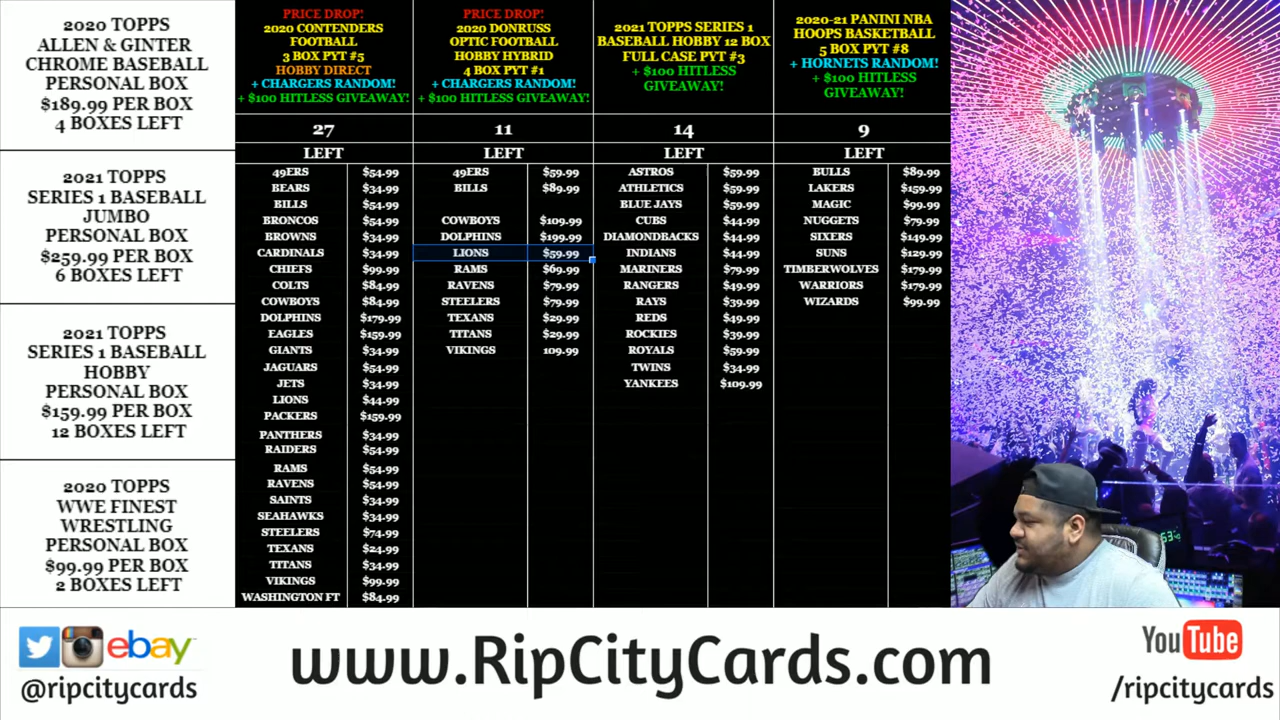 2020 TOPPS
ALLEN & GINTER
CHROME BASEBALL
PERSONAL BOX
$189.99 PER BOX
4 BOXES LEFT
2021 TOPPS
SERIES 1 BASEBALL
JUMBO
PERSONAL BOX
$259.99 PER BOX
6 BOXES LEFT
2021 TOPPS
SERIES 1 BASEBALL
HOBBY
PERSONAL BOX
$159.99 PER BOX
12 BOXES LEFT
2020 TOPPS
WWE FINEST
WRESTLING
PERSONAL BOX
$99.99 PER BOX
2 BOXES LEFT
PRICE DROP!
2020 CONTENDERS
FOOTBALL
3 BOX PYT #5
HOBBY DIRECT
+ CHARGERS RANDOM!
+ $100 HITLESS GIVEAWAY!
27
LEFT
49ERS $54.99
BEARS $34.99
BILLS $54.99
BRONCOS $54.99
BROWNS $34.99
CARDINALS $34.99
CHIEFS $99.99
COLTS $84.99
COWBOYS $84.99
DOLPHINS $179.99
EAGLES $159.99
GIANTS $34.99
JAGUARS $54.99
JETS $34.99
LIONS $44.99
PACKERS $159.99
PANTHERS $34.99
RAIDERS $54.99
RAMS $54.99
RAVENS $54.99
SAINTS $34.99
SEAHAWKS $34.99
STEELERS $74.99
TEXANS $24.99
TITANS $34.99
VIKINGS $99.99
WASHINGTON FT $84.99
PRICE DROP!
2020 DONRUSS
OPTIC FOOTBALL
HOBBY HYBRID
4 BOX PYT #1
+ CHARGERS RANDOM!
+ $100 HITLESS GIVEAWAY!
11
LEFT
49ERS $59.99
BILLS $89.99
COWBOYS $109.99
DOLPHINS $199.99
LIONS $59.99
RAMS $69.99
RAVENS $79.99
STEELERS $79.99
TEXANS $29.99
TITANS $29.99
VIKINGS 109.99
2021 TOPPS SERIES 1
BASEBALL HOBBY 12 BOX
FULL CASE PYT #3
+ $100 HITLESS
GIVEAWAY!
14
LEFT
ASTROS $59.99
ATHLETICS $59.99
BLUE JAYS $59.99
CUBS $44.99
DIAMONDBACKS $44.99
INDIANS $44.99
MARINERS $79.99
RANGERS $49.99
RAYS $39.99
REDS $49.99
ROCKIES $39.99
ROYALS $59.99
TWINS $34.99
YANKEES $109.99
2020-21 PANINI NBA
HOOPS BASKETBALL
5 BOX PYT #8
+ HORNETS RANDOM!
+ $100 HITLESS
GIVEAWAY!
9
LEFT
BULLS $89.99
LAKERS $159.99
MAGIC $99.99
NUGGETS $79.99
SIXERS $149.99
SUNS $129.99
TIMBERWOLVES $179.99
WARRIORS $179.99
WIZARDS $99.99
ebay
@ripcitycards
www.RipCityCards.com
YouTube
/ripcitycards